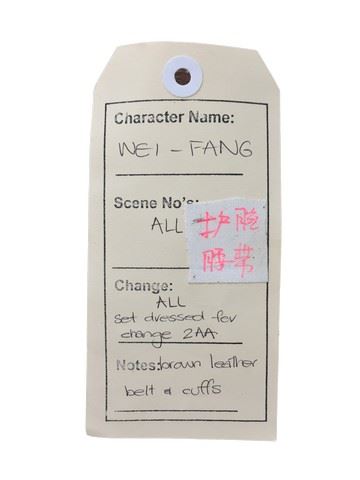 Character Name:
WEI - FANG
Scene No's:
ALL
护腕
腰带
Change:
ALL
set dressed for
change 2AA
Notes: brown leather
belt & cuffs